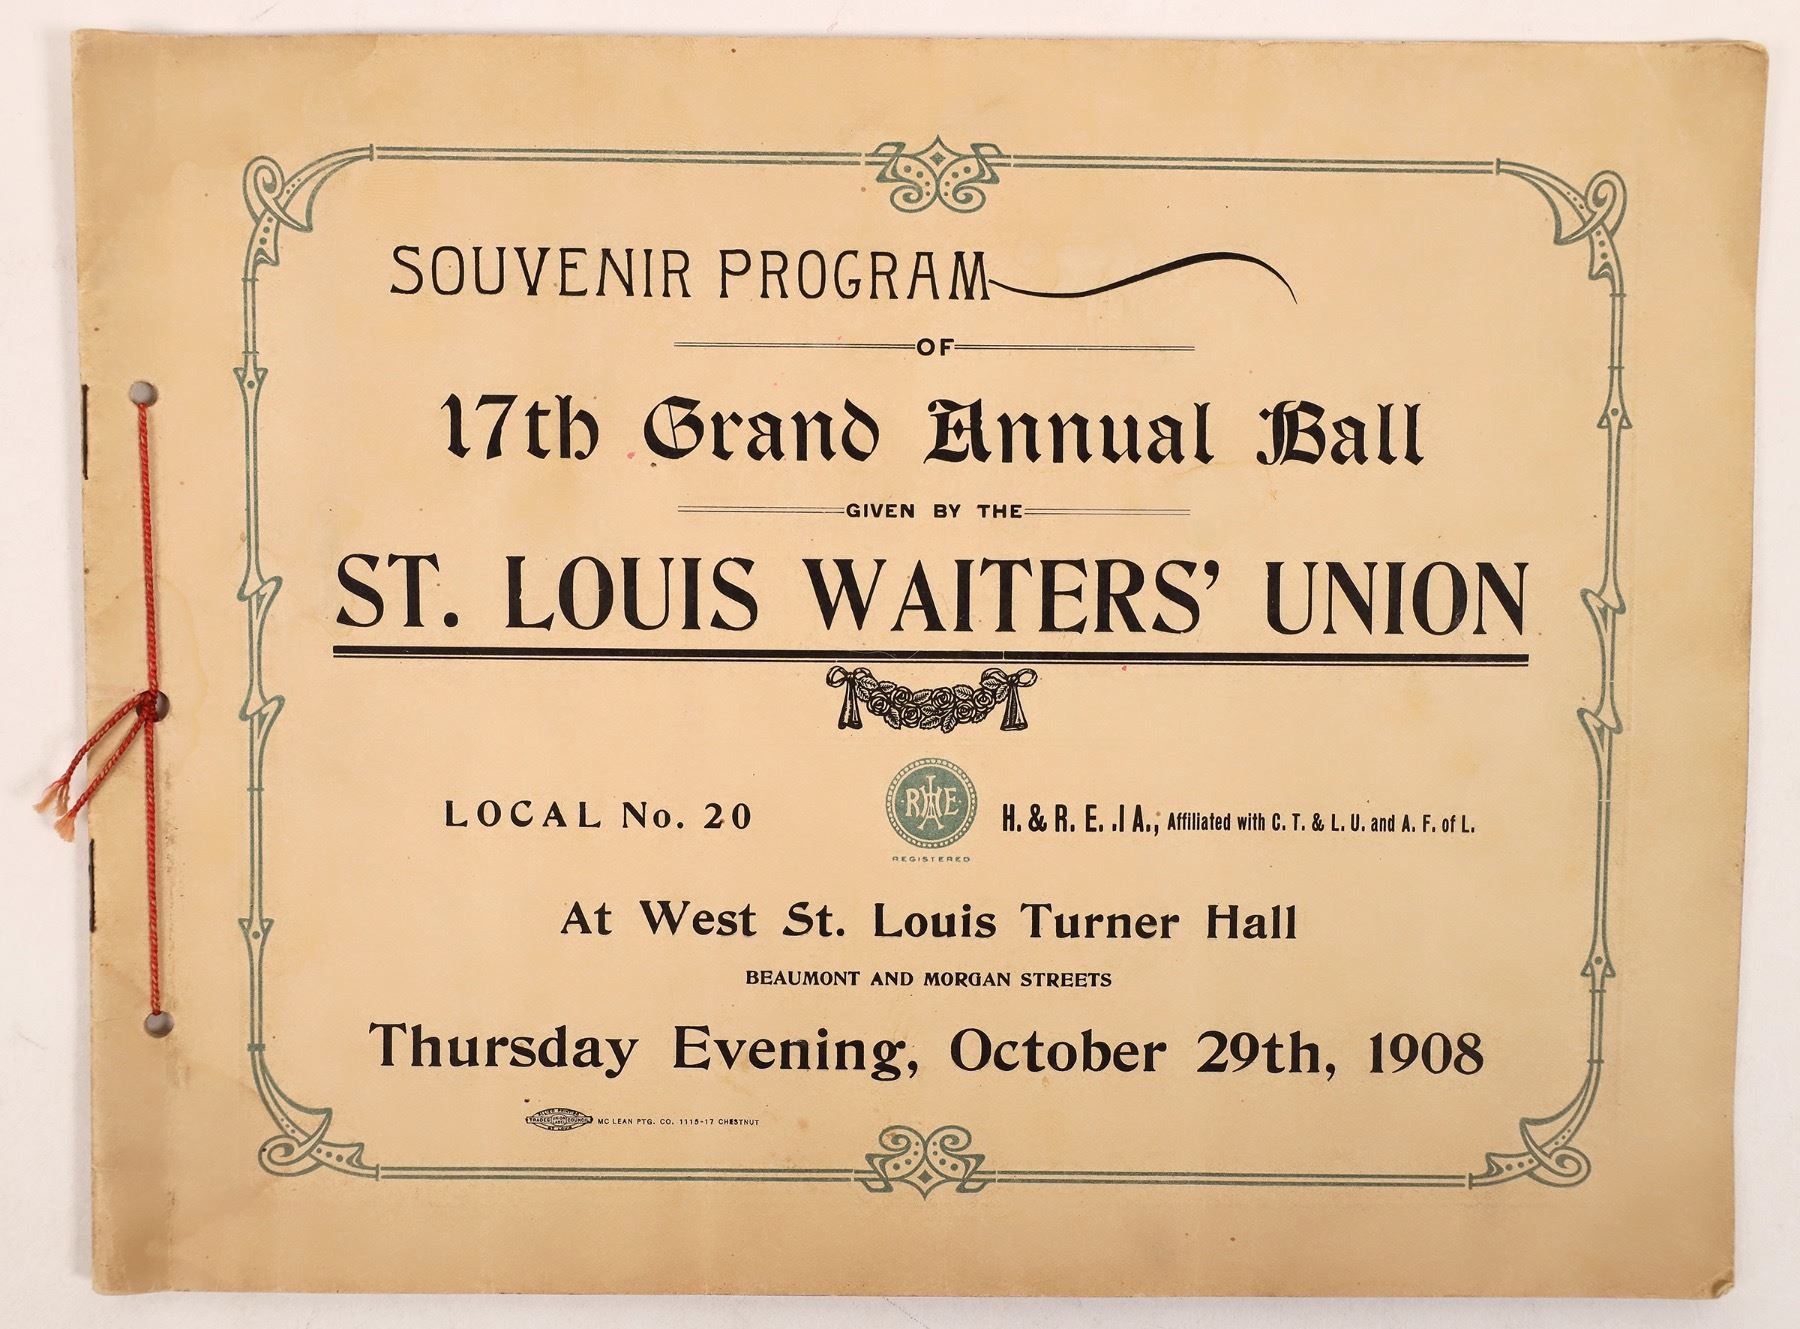 SOUVENIR PROGRAM
OF
17th Grand Annual Ball
GIVEN BY THE
ST. LOUIS WAITERS' UNION
LOCAL No. 20
REGISTERED
H. & R. E. .I A., Affiliated with C. T. & L. U. and A. F. of L.
At West St. Louis Turner Hall
BEAUMONT AND MORGAN STREETS
Thursday Evening, October 29th, 1908
MC LEAN PTG. CO. 1115-17 CHESTNUT